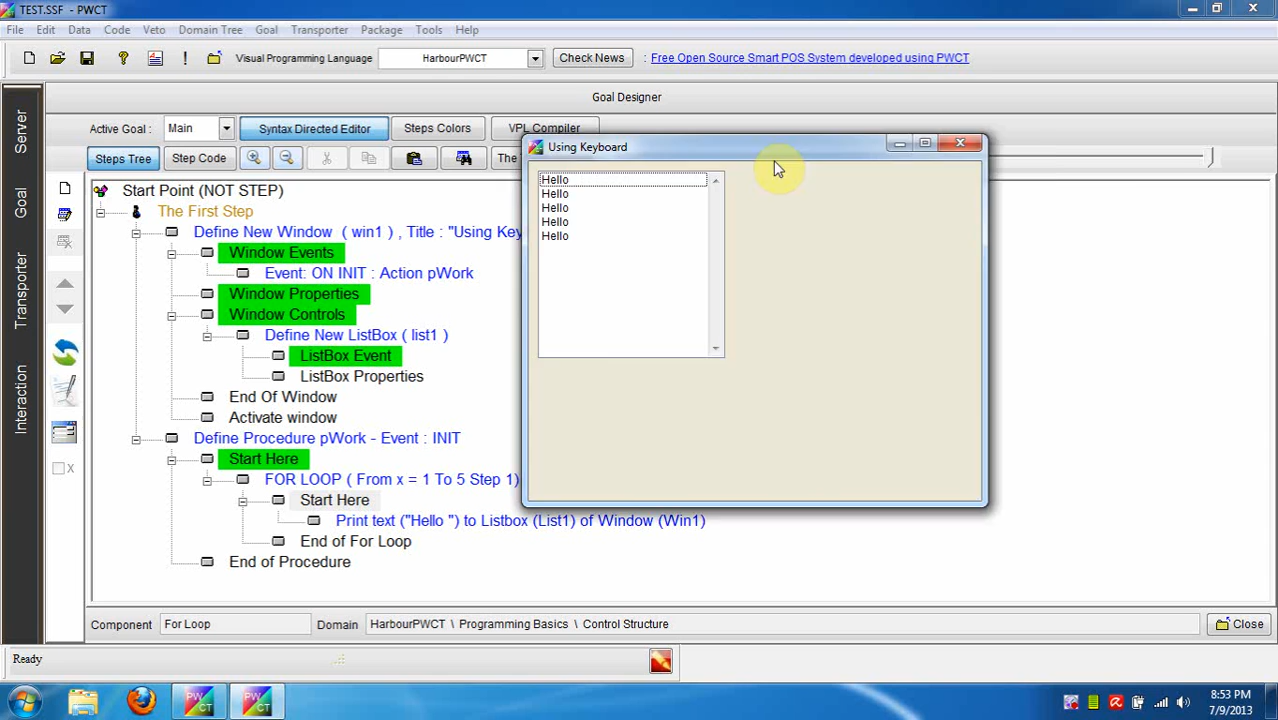 TEST.SSF - PWCT
File Edit Data Code Veto Domain Tree Goal Transporter Package Tools Help
Visual Programming Language HarbourPWCT Check News Free Open Source Smart POS System developed using PWCT
Goal Designer
Active Goal : Main Syntax Directed Editor Steps Colors VPL Compiler
Steps Tree Step Code The
Server
Goal
Transporter
Interaction
X
Start Point (NOT STEP)
The First Step
Define New Window ( win1 ) , Title : "Using Key
Window Events
Event: ON INIT : Action pWork
Window Properties
Window Controls
Define New ListBox ( list1 )
ListBox Event
ListBox Properties
End Of Window
Activate window
Define Procedure pWork - Event : INIT
Start Here
FOR LOOP ( From x = 1 To 5 Step 1)
Start Here
Print text ("Hello ") to Listbox (List1) of Window (Win1)
End of For Loop
End of Procedure
Using Keyboard
Hello
Hello
Hello
Hello
Hello
Component For Loop Domain HarbourPWCT \ Programming Basics \ Control Structure Close
Ready
PW CT PW CT
8:53 PM
7/9/2013